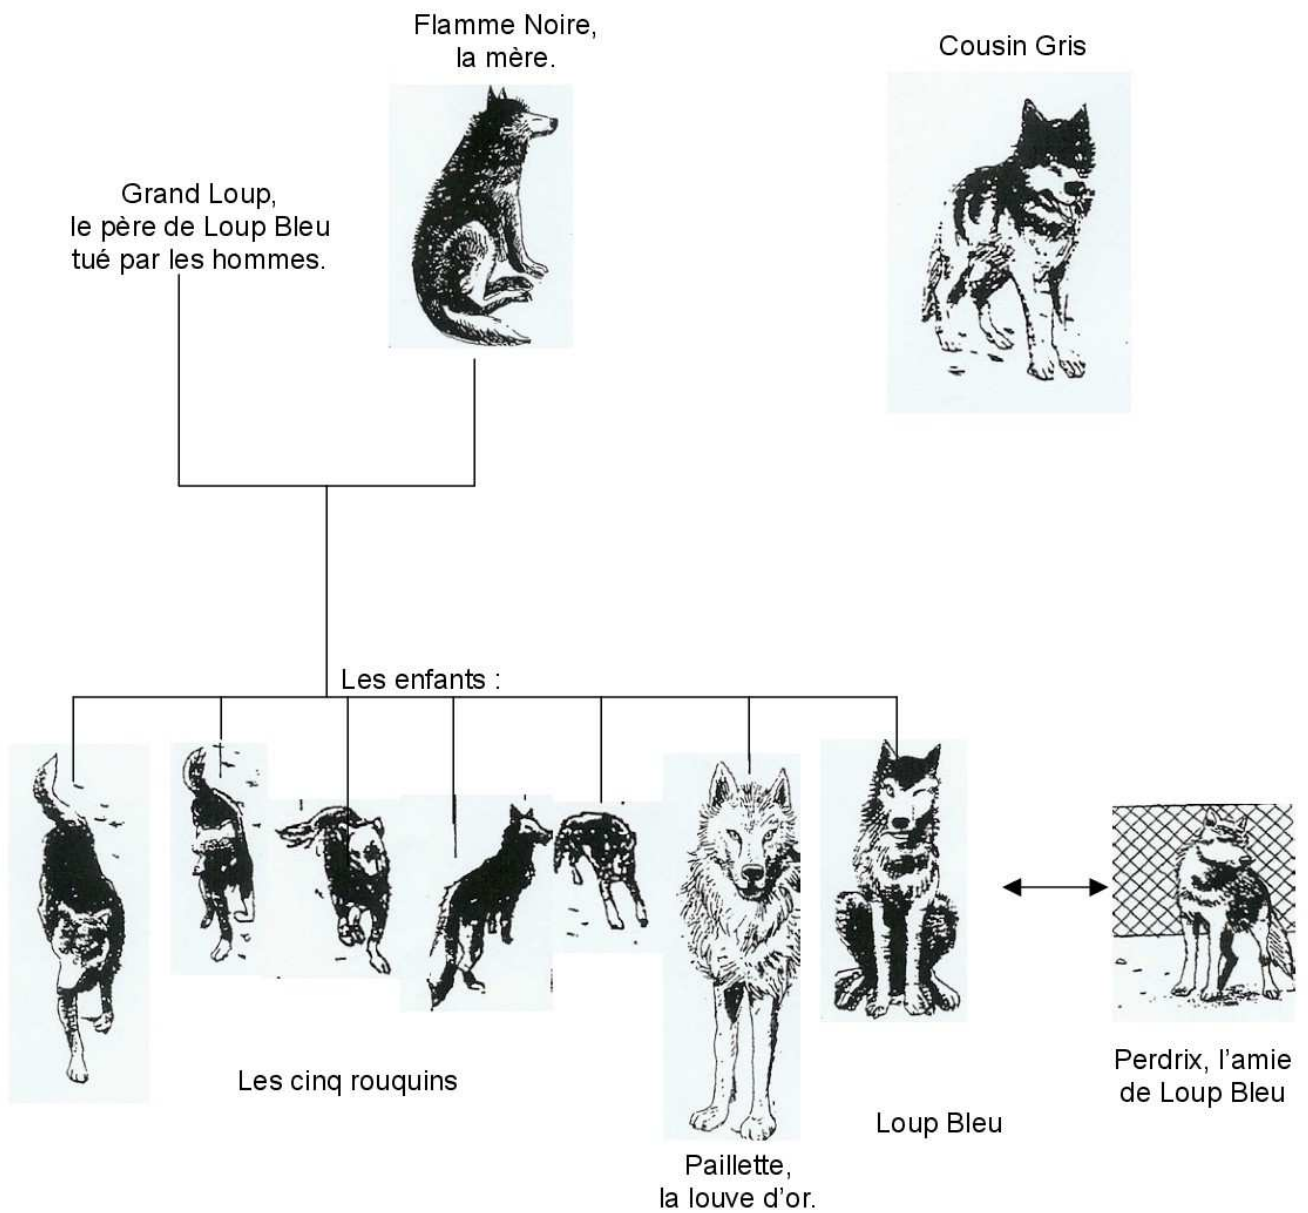 Flamme Noire,
la mère.
Cousin Gris
Grand Loup,
le père de Loup Bleu
tué par les hommes.
Les enfants :
Les cinq rouquins
Perdrix, l'amie
de Loup Bleu
Loup Bleu
Paillette,
la louve d'or.